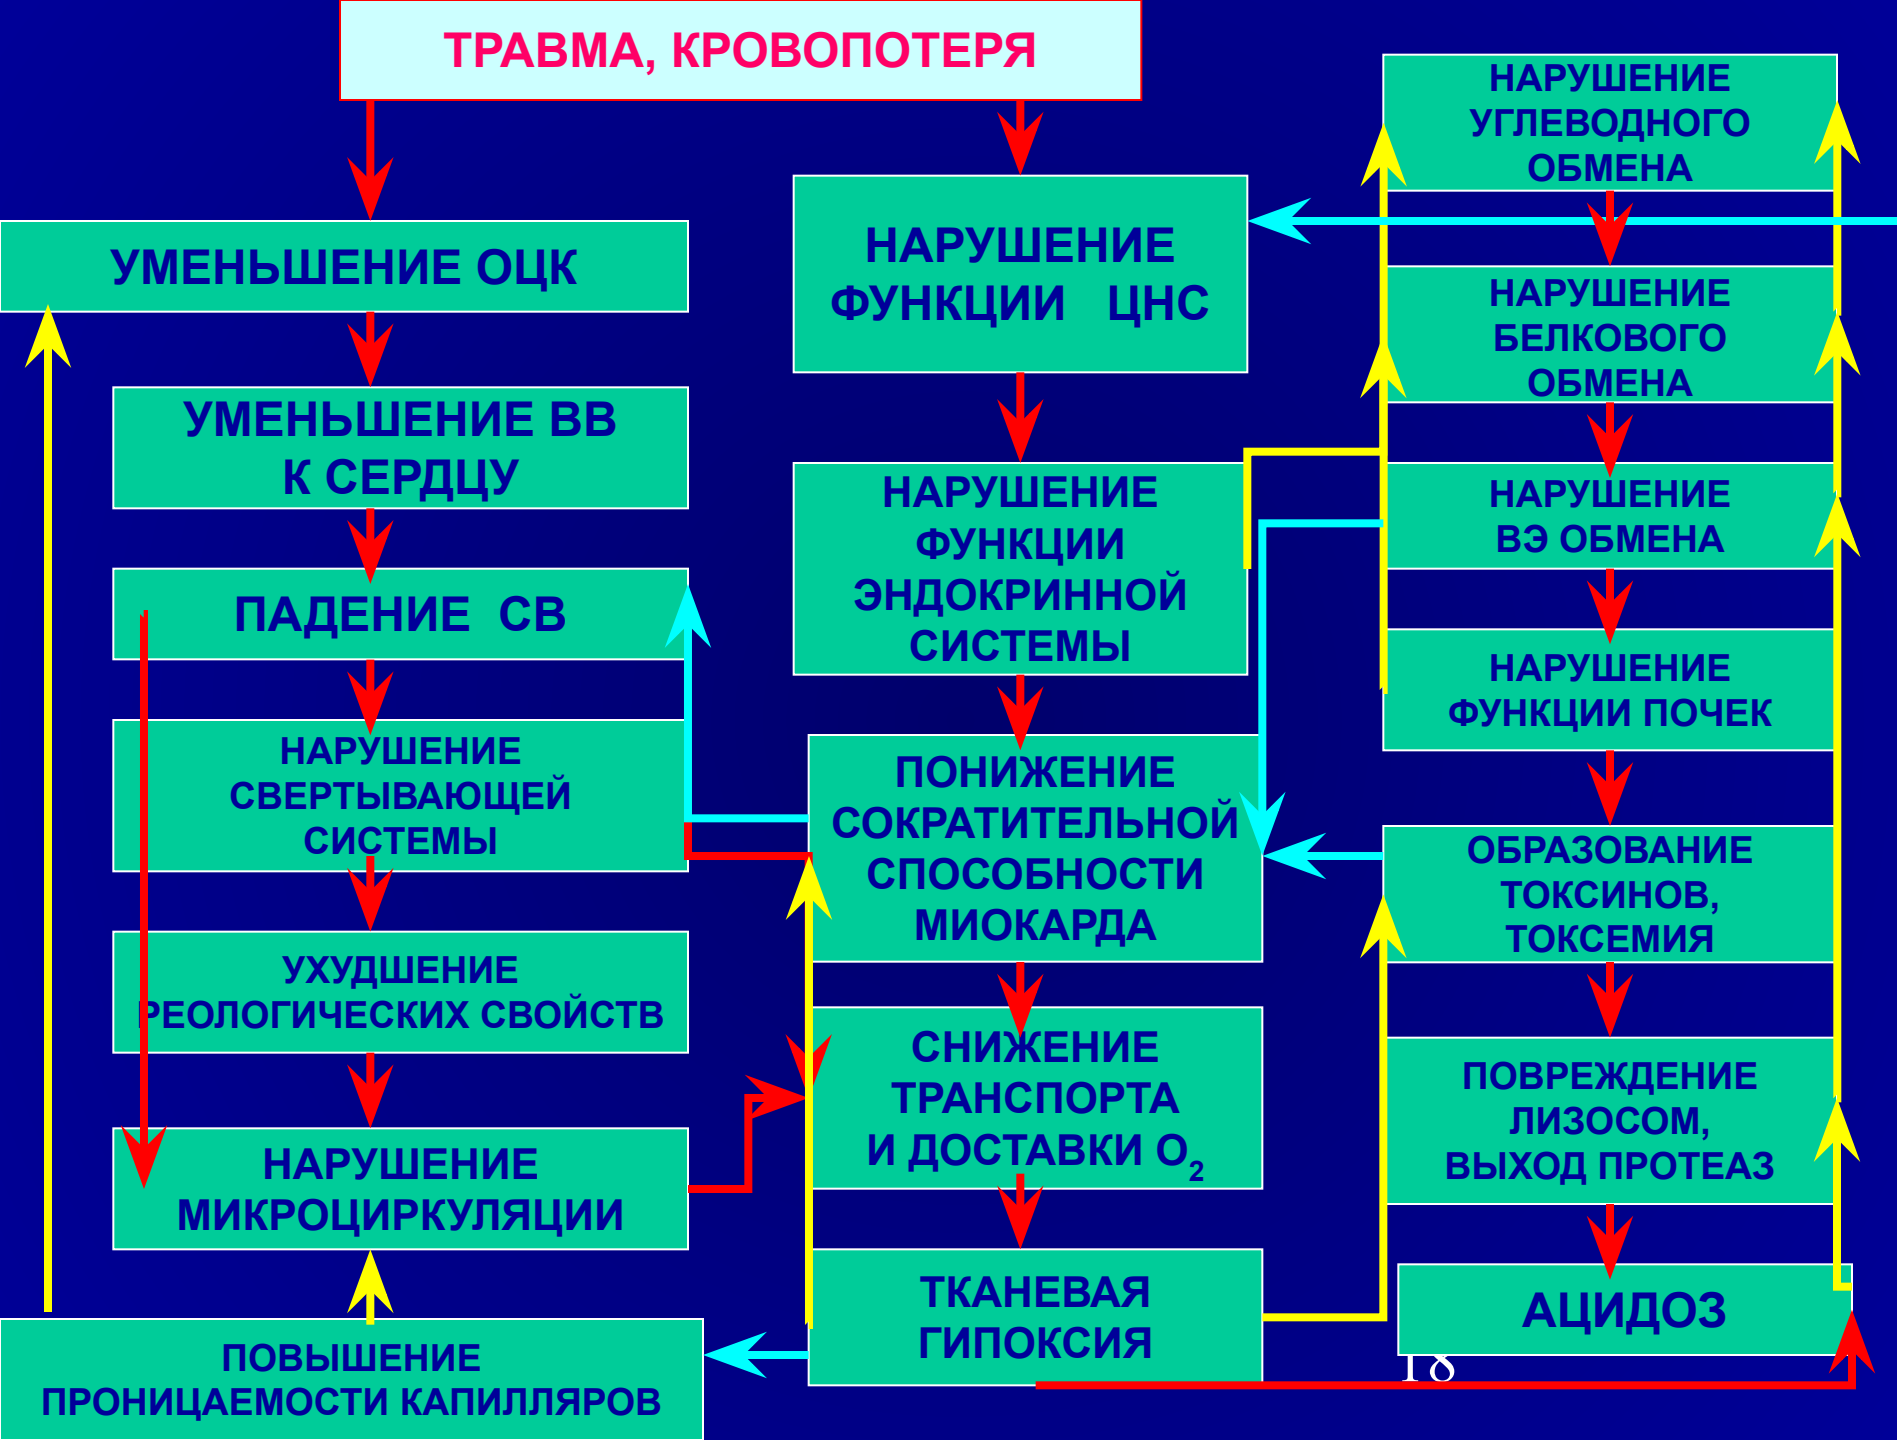 ТРАВМА, КРОВОПОТЕРЯ
УМЕНЬШЕНИЕ ОЦК
УМЕНЬШЕНИЕ ВВ
К СЕРДЦУ
ПАДЕНИЕ СВ
НАРУШЕНИЕ
СВЕРТЫВАЮЩЕЙ
СИСТЕМЫ
УХУДШЕНИЕ
РЕОЛОГИЧЕСКИХ СВОЙСТВ
НАРУШЕНИЕ
МИКРОЦИРКУЛЯЦИИ
ПОВЫШЕНИЕ
ПРОНИЦАЕМОСТИ КАПИЛЛЯРОВ
НАРУШЕНИЕ
ФУНКЦИИ ЦНС
НАРУШЕНИЕ
ФУНКЦИИ
ЭНДОКРИННОЙ
СИСТЕМЫ
ПОНИЖЕНИЕ
СОКРАТИТЕЛЬНОЙ
СПОСОБНОСТИ
МИОКАРДА
СНИЖЕНИЕ
ТРАНСПОРТА
И ДОСТАВКИ О2
ТКАНЕВАЯ
ГИПОКСИЯ
НАРУШЕНИЕ
УГЛЕВОДНОГО
ОБМЕНА
НАРУШЕНИЕ
БЕЛКОВОГО
ОБМЕНА
НАРУШЕНИЕ
ВЭ ОБМЕНА
НАРУШЕНИЕ
ФУНКЦИИ ПОЧЕК
ОБРАЗОВАНИЕ
ТОКСИНОВ,
ТОКСЕМИЯ
ПОВРЕЖДЕНИЕ
ЛИЗОСОМ,
ВЫХОД ПРОТЕАЗ
АЦИДОЗ
18